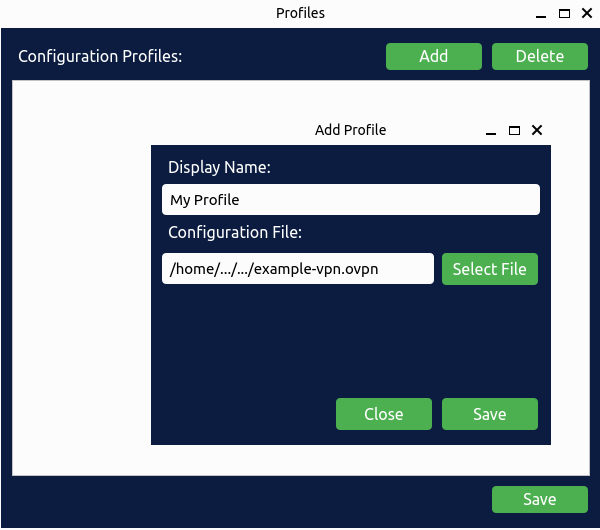 Profiles
Configuration Profiles:
Add
Delete
Add Profile
Display Name:
My Profile
Configuration File:
/home/.../.../example-vpn.ovpn
Select File
Close
Save
Save